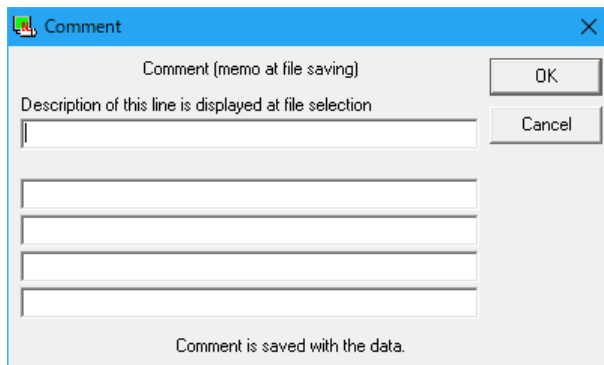 Comment
Comment (memo at file saving)
OK
Description of this line is displayed at file selection
Cancel
Comment is saved with the data.